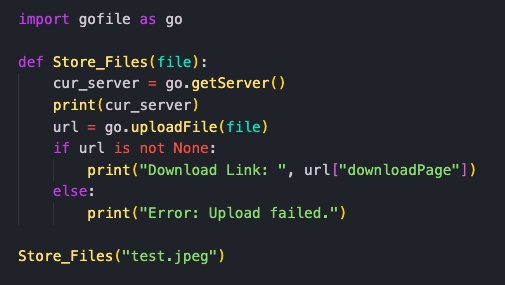 import gofile as go

def Store_Files(file):
    cur_server = go.getServer()
    print(cur_server)
    url = go.uploadFile(file)
    if url is not None:
        print("Download Link: ", url["downloadPage"])
    else:
        print("Error: Upload failed.")

Store_Files("test.jpeg")